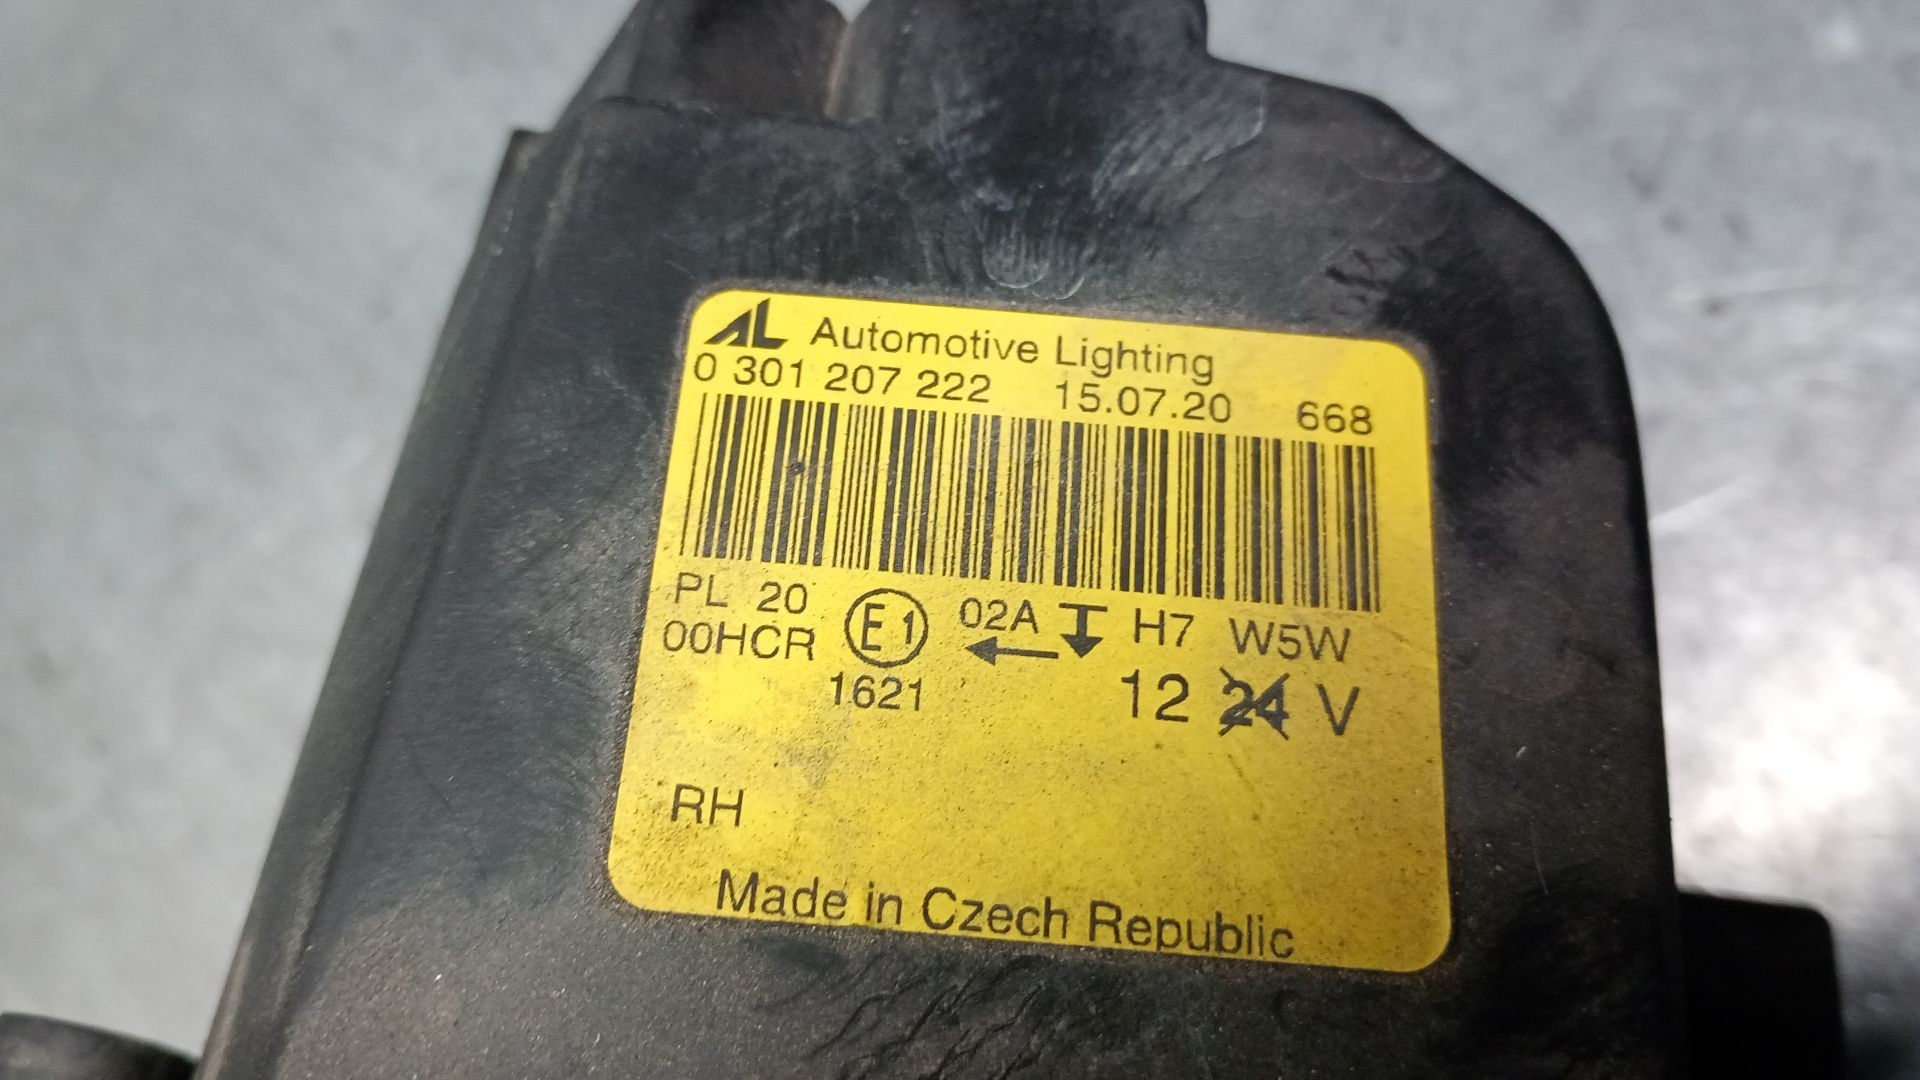 AL Automotive Lighting
0 301 207 222 15.07.20 668
PL 20 E1 02A H7 W5W
00HCR
1621 12 24 V
RH
Made in Czech Republic